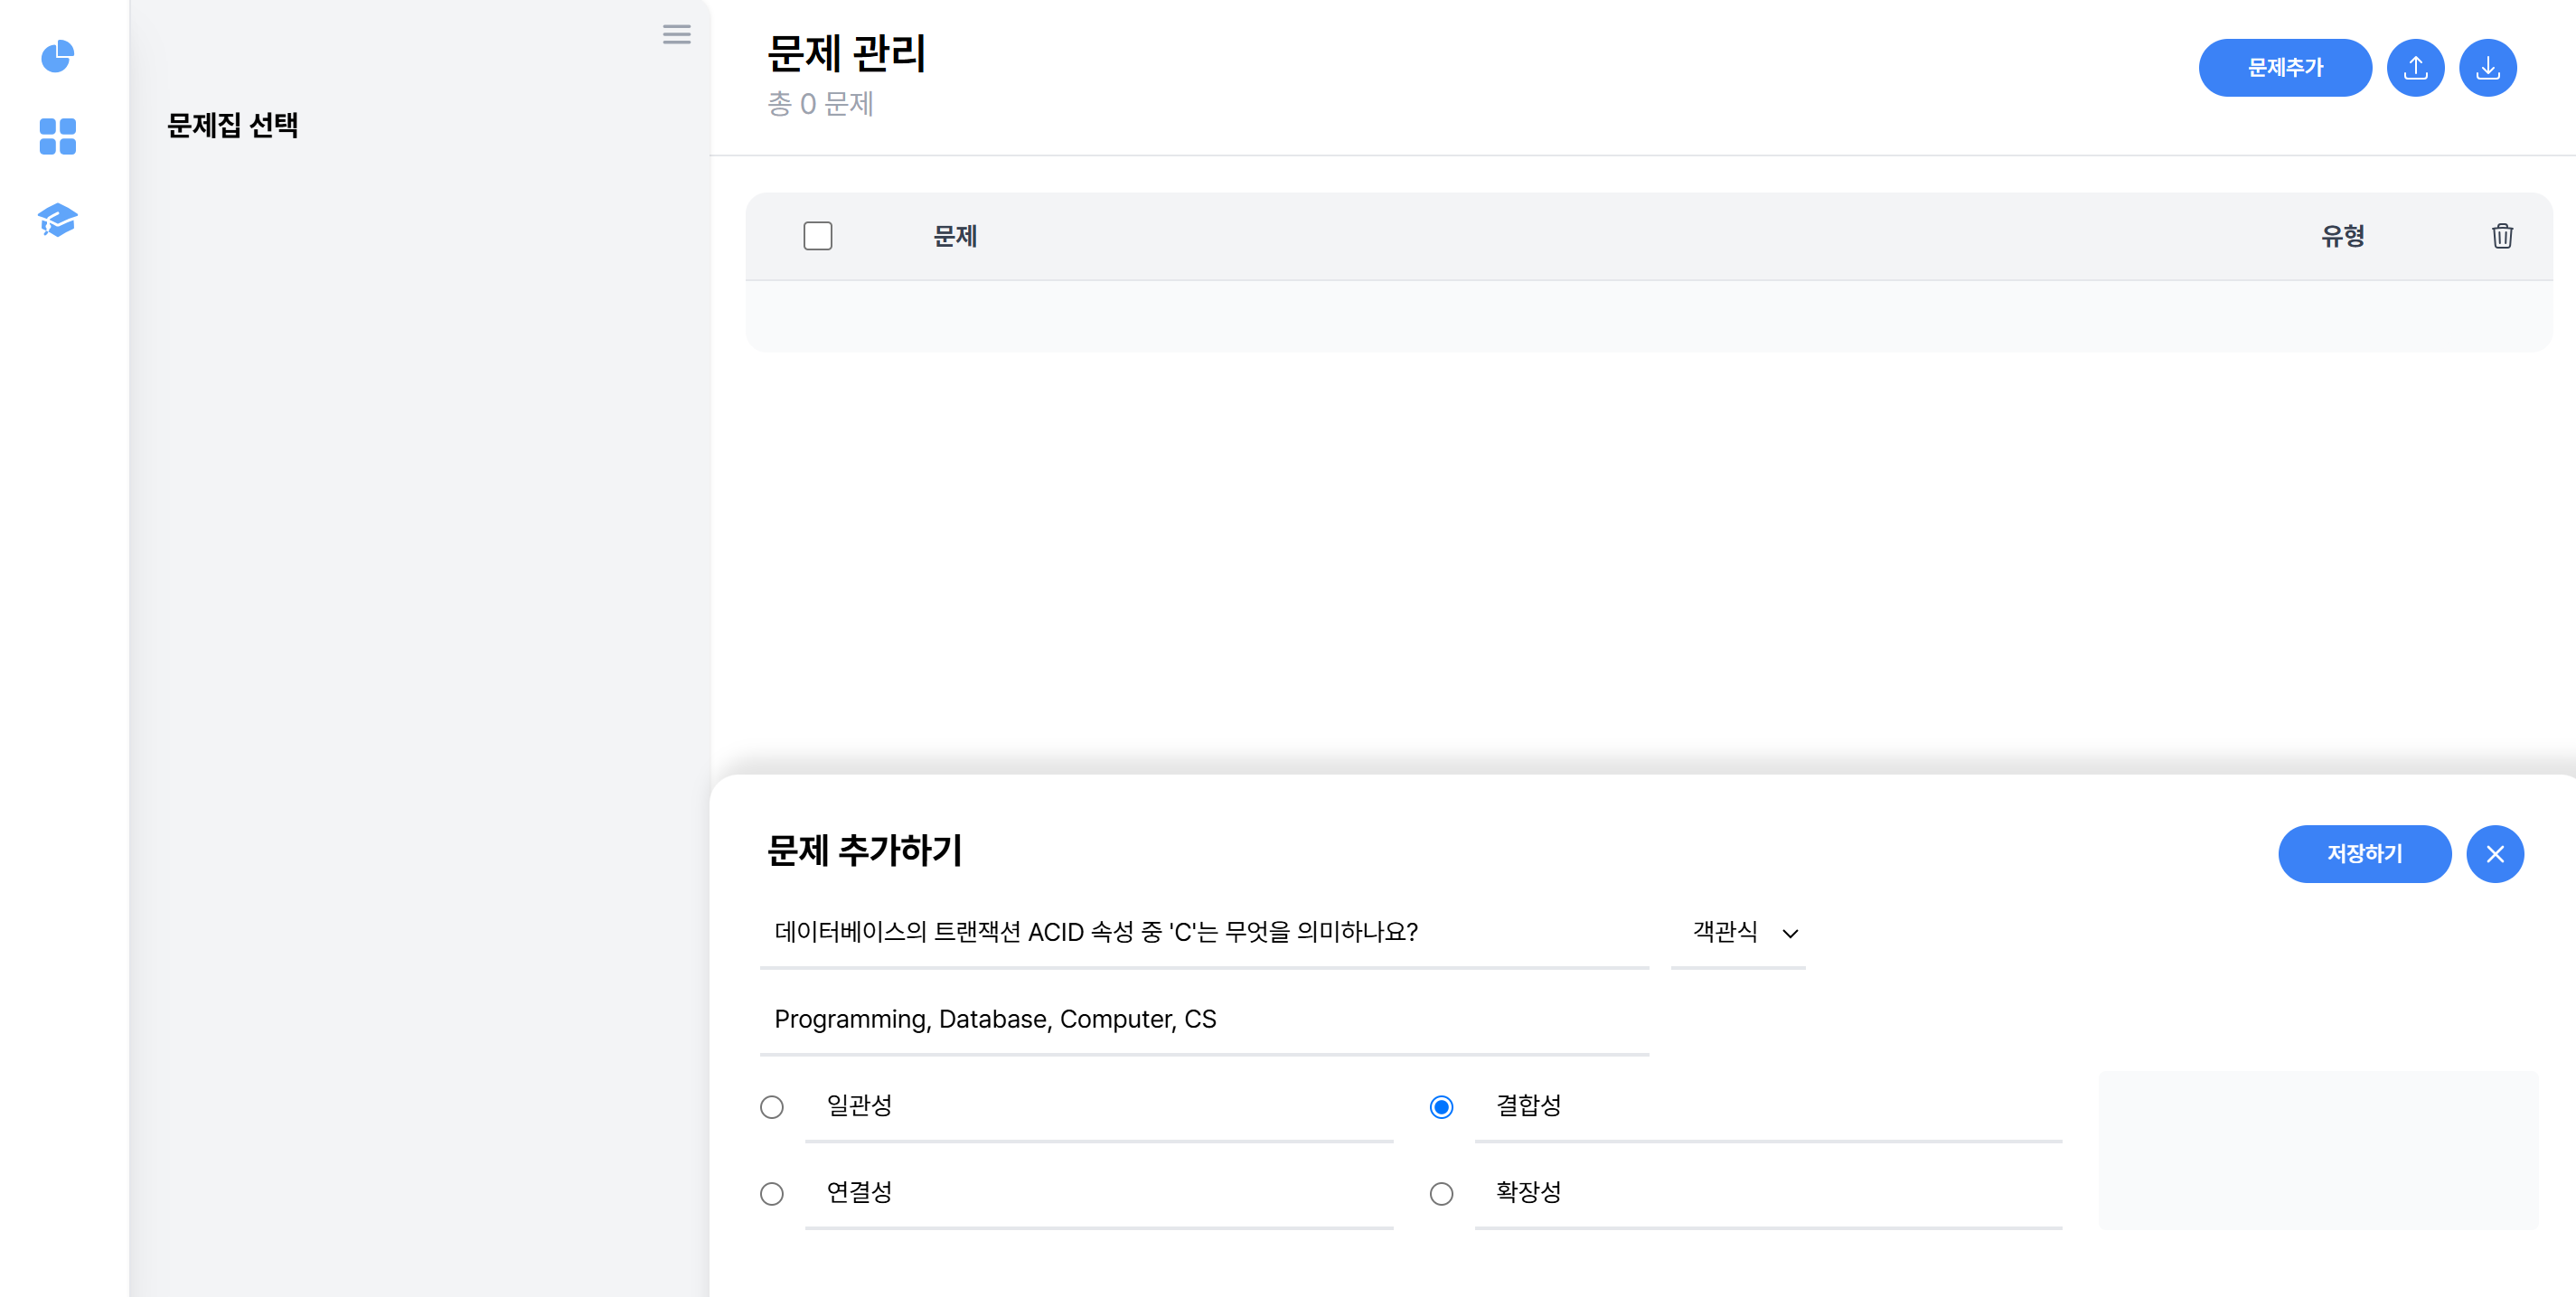 문제집 선택
문제 관리
총 0 문제
문제추가
문제
유형
문제 추가하기
저장하기
데이터베이스의 트랜잭션 ACID 속성 중 'C'는 무엇을 의미하나요?
객관식
Programming, Database, Computer, CS
일관성
결합성
연결성
확장성